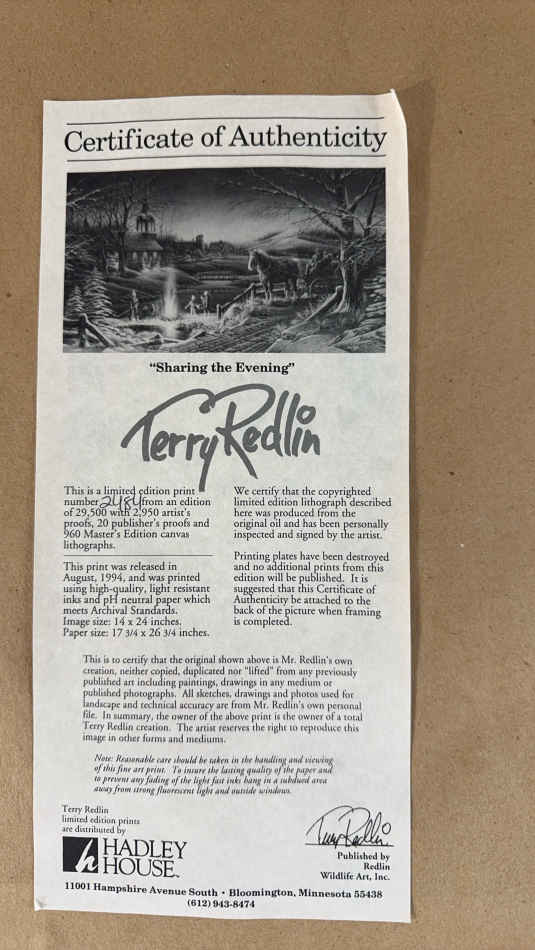 Certificate of Authenticity
"Sharing the Evening"
Terry Redlin
This is a limited edition print
number 2484 from an edition
of 29,500 with 2,950 artist's
proofs, 20 publisher's proofs and
960 Master's Edition canvas
lithographs.
This print was released in
August, 1994, and was printed
using high-quality, light resistant
inks and pH neutral paper which
meets Archival Standards.
Image size: 14 x 24 inches.
Paper size: 17 3/4 x 26 3/4 inches.
We certify that the copyrighted
limited edition lithograph described
here was produced from the
original oil and has been personally
inspected and signed by the artist.
Printing plates have been destroyed
and no additional prints from this
edition will be published. It is
suggested that this Certificate of
Authenticity be attached to the
back of the picture when framing
is completed.
This is to certify that the original shown above is Mr. Redlin's own
creation, neither copied, duplicated nor "lifted" from any previously
published art including paintings, drawings in any medium or
published photographs. All sketches, drawings and photos used for
landscape and technical accuracy are from Mr. Redlin's own personal
file. In summary, the owner of the above print is the owner of a total
Terry Redlin creation. The artist reserves the right to reproduce this
image in other forms and mediums.
Note: Reasonable care should be taken in the handling and viewing
of this fine art print. To insure the lasting quality of the paper and
to prevent any fading of the light fast inks hang in a subdued area
away from strong fluorescent light and outside windows.
Terry Redlin
limited edition prints
are distributed by
h HADLEY
HOUSE™
Terry Redlin
Published by
Redlin
Wildlife Art, Inc.
11001 Hampshire Avenue South • Bloomington, Minnesota 55438
(612) 943-8474